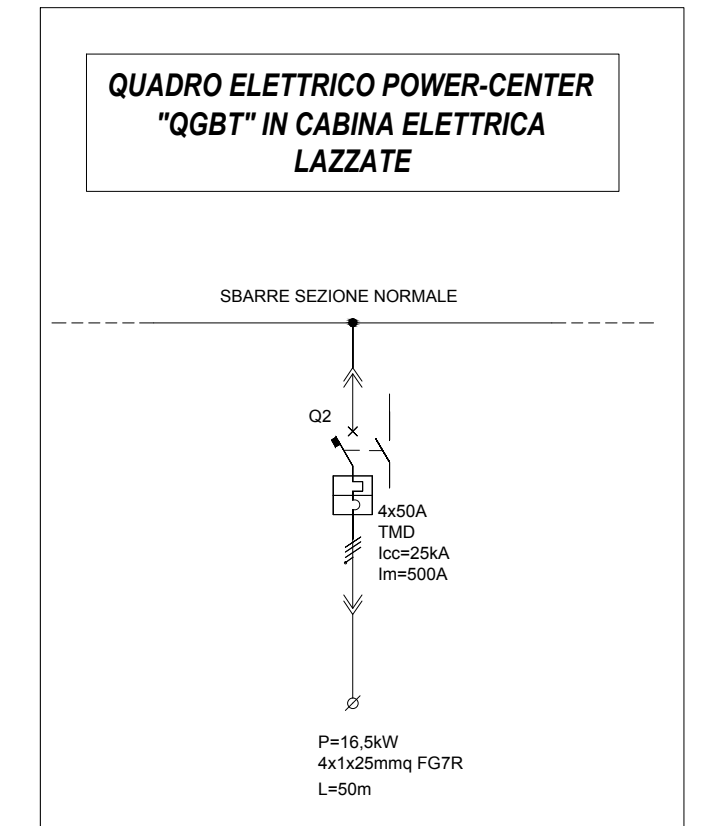 QUADRO ELETTRICO POWER-CENTER
"QGBT" IN CABINA ELETTRICA
LAZZATE
SBARRE SEZIONE NORMALE
Q2
4x50A
TMD
Icc=25kA
Im=500A
P=16,5kW
4x1x25mmq FG7R
L=50m